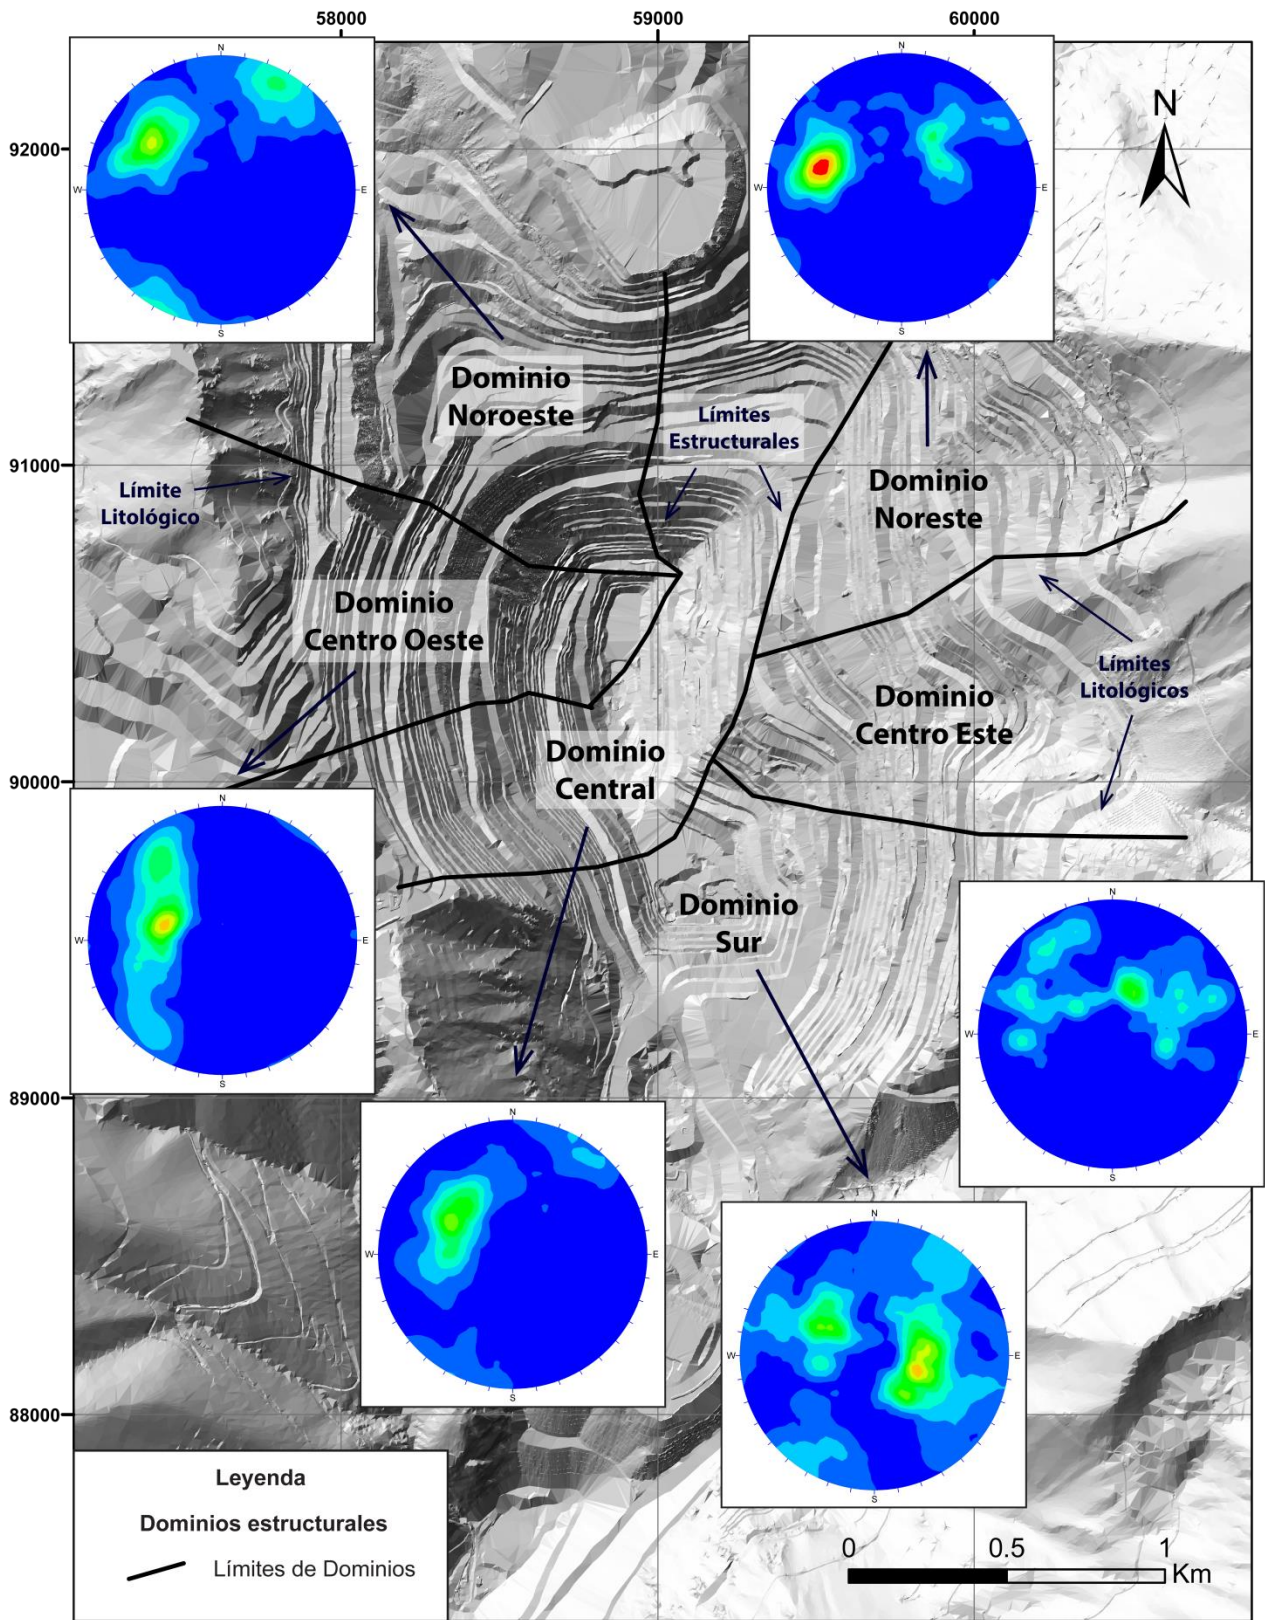 58000
59000
60000
92000
91000
90000
89000
88000
N
W
E
S
N
W
E
S
N
Dominio
Noroeste
Límites
Estructurales
Límite
Litológico
Dominio
Noreste
Dominio
Centro Oeste
Límites
Litológicos
Dominio
Centro Este
Dominio
Central
N
W
E
S
Dominio
Sur
N
W
E
S
N
W
E
S
N
W
E
S
Leyenda
Dominios estructurales
Límites de Dominios
0
0.5
1
Km